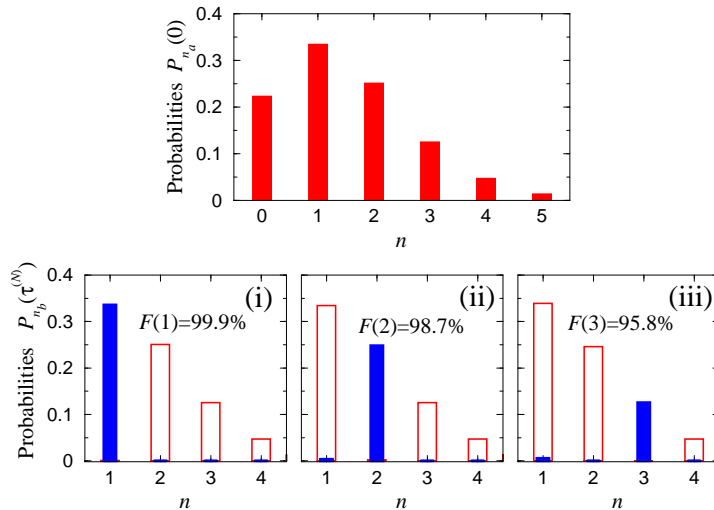 0.4
0.3
0.2
0.1
0
Probabilities P_{n_a}(0)
0 1 2 3 4 5
n
0.4
0.3
0.2
0.1
0
Probabilities P_{n_b}(τ^{(N)})
(i)
F(1)=99.9%
1 2 3 4
n
(ii)
F(2)=98.7%
1 2 3 4
n
(iii)
F(3)=95.8%
1 2 3 4
n